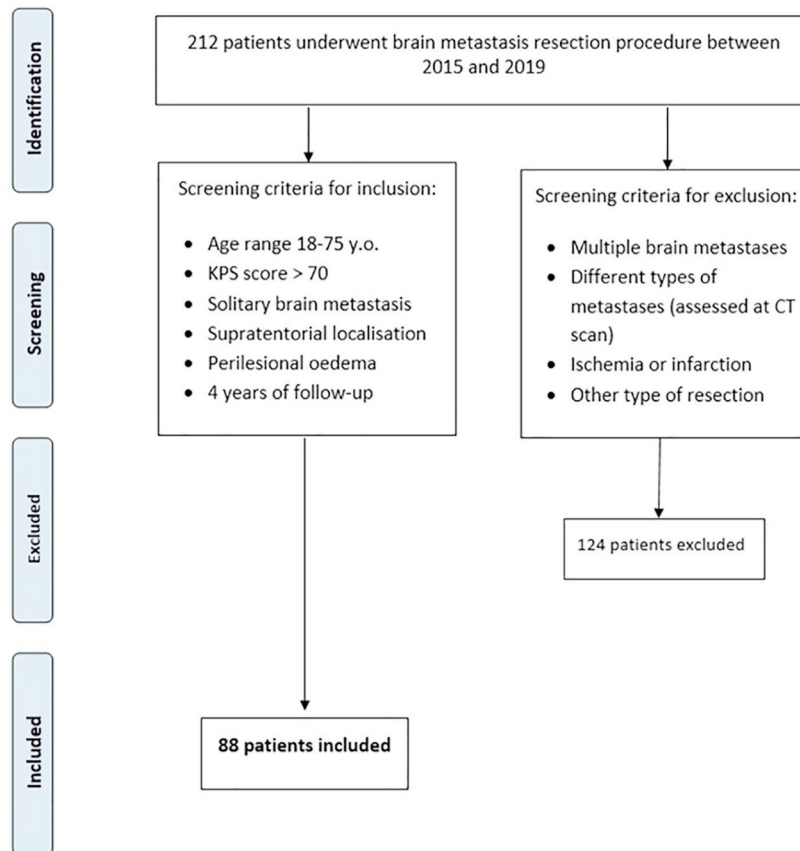 Identification
212 patients underwent brain metastasis resection procedure between
2015 and 2019
Screening
Screening criteria for inclusion:
• Age range 18-75 y.o.
• KPS score > 70
• Solitary brain metastasis
• Supratentorial localisation
• Perilesional oedema
• 4 years of follow-up
Screening criteria for exclusion:
• Multiple brain metastases
• Different types of
metastases (assessed at CT
scan)
• Ischemia or infarction
• Other type of resection
Excluded
124 patients excluded
Included
88 patients included